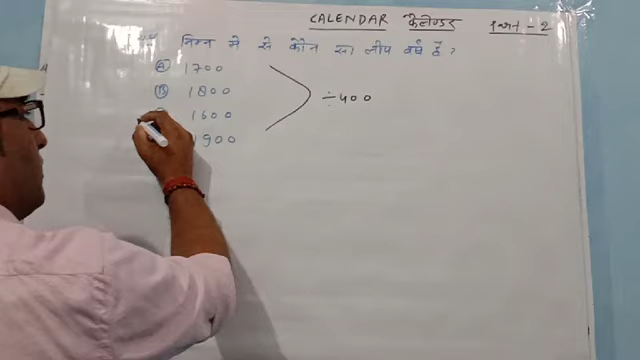 CALENDAR कैलेण्डर भाग - 2
निम्न मे से कौन सा लीप वर्ष है ?
A 1700
B 1800
1600
1900
÷400